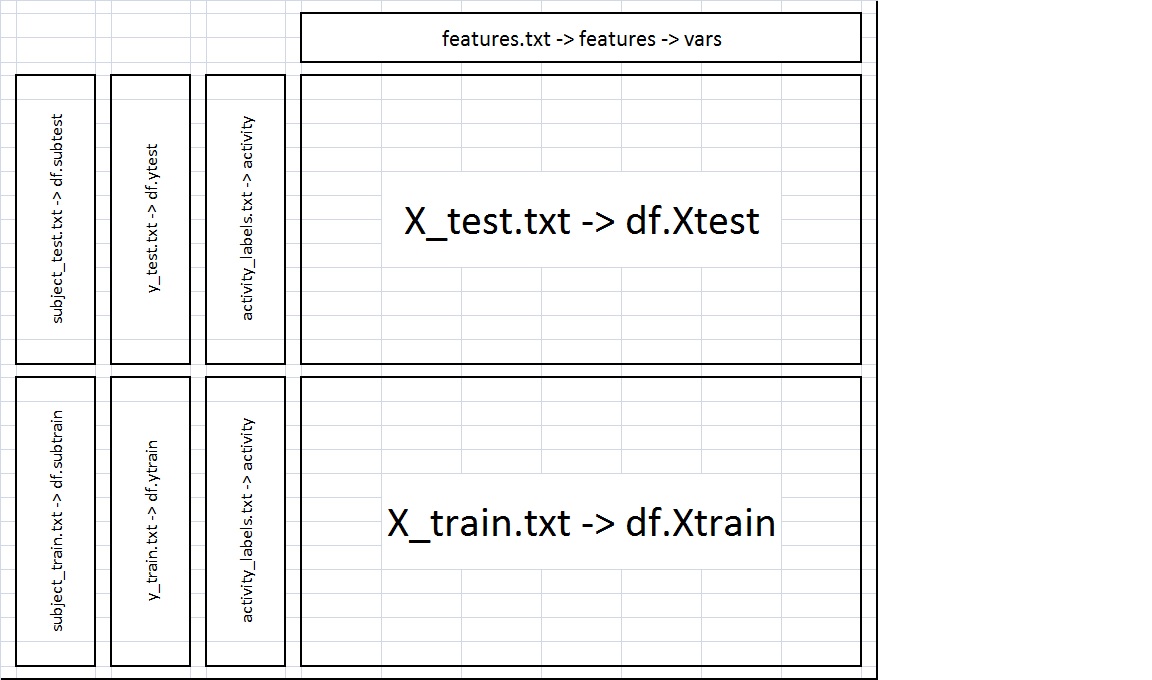 features.txt -> features -> vars
subject_test.txt -> df.subtest
y_test.txt -> df.ytest
activity_labels.txt -> activity
X_test.txt -> df.Xtest
subject_train.txt -> df.subtrain
y_train.txt -> df.ytrain
activity_labels.txt -> activity
X_train.txt -> df.Xtrain